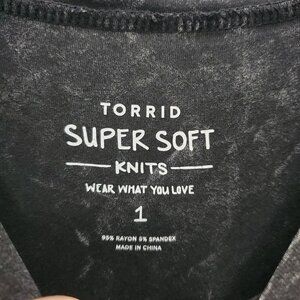 TORRID
SUPER SOFT
KNITS
WEAR WHAT YOU LOVE
1
95% RAYON 5% SPANDEX
MADE IN CHINA